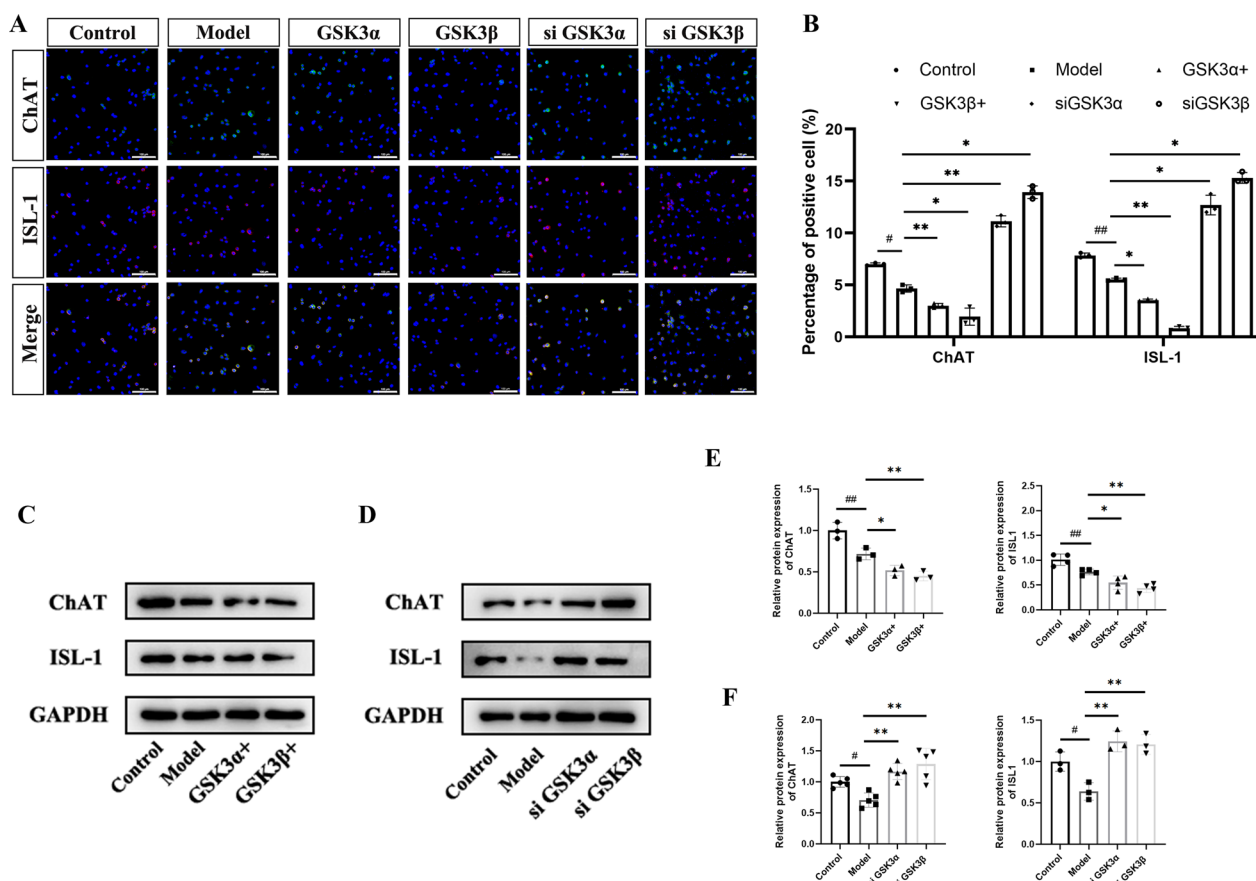 A
Control Model GSK3α GSK3β si GSK3α si GSK3β
ChAT
ISL-1
Merge
B
Control Model GSK3α+
GSK3β+ siGSK3α siGSK3β
Percentage of positive cell (%)
20
15
10
5
0
* * ** * * ** # ** ## *
ChAT ISL-1
C
ChAT
ISL-1
GAPDH
Control Model GSK3α+ GSK3β+
D
ChAT
ISL-1
GAPDH
Control Model si GSK3α si GSK3β
E
Relative protein expression
of ChAT
1.5
1.0
0.5
0.0
## * **
Control Model GSK3α+ GSK3β+
Relative protein expression
of ISL1
2.5
2.0
1.5
1.0
0.5
0.0
## * **
Control Model GSK3α+ GSK3β+
F
Relative protein expression
of ChAT
2.0
1.5
1.0
0.5
0.0
# ** **
Control Model si GSK3α GSK3β
Relative protein expression
of ISL1
1.5
1.0
0.5
0.0
# ** **
Control Model si GSK3α GSK3β